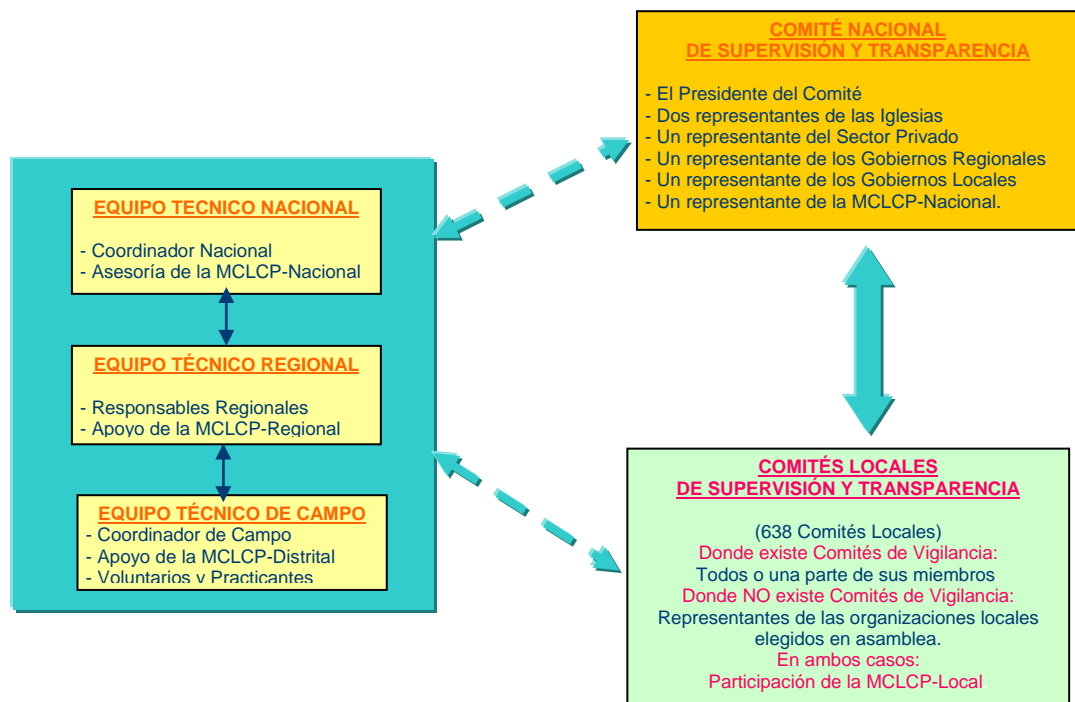 COMITÉ NACIONAL
DE SUPERVISIÓN Y TRANSPARENCIA
- El Presidente del Comité
- Dos representantes de las Iglesias
- Un representante del Sector Privado
- Un representante de los Gobiernos Regionales
- Un representante de los Gobiernos Locales
- Un representante de la MCLCP-Nacional.
EQUIPO TECNICO NACIONAL
- Coordinador Nacional
- Asesoría de la MCLCP-Nacional
EQUIPO TÉCNICO REGIONAL
- Responsables Regionales
- Apoyo de la MCLCP-Regional
EQUIPO TÉCNICO DE CAMPO
- Coordinador de Campo
- Apoyo de la MCLCP-Distrital
- Voluntarios y Practicantes
COMITÉS LOCALES
DE SUPERVISIÓN Y TRANSPARENCIA
(638 Comités Locales)
Donde existe Comités de Vigilancia:
Todos o una parte de sus miembros
Donde NO existe Comités de Vigilancia:
Representantes de las organizaciones locales
elegidos en asamblea.
En ambos casos:
Participación de la MCLCP-Local